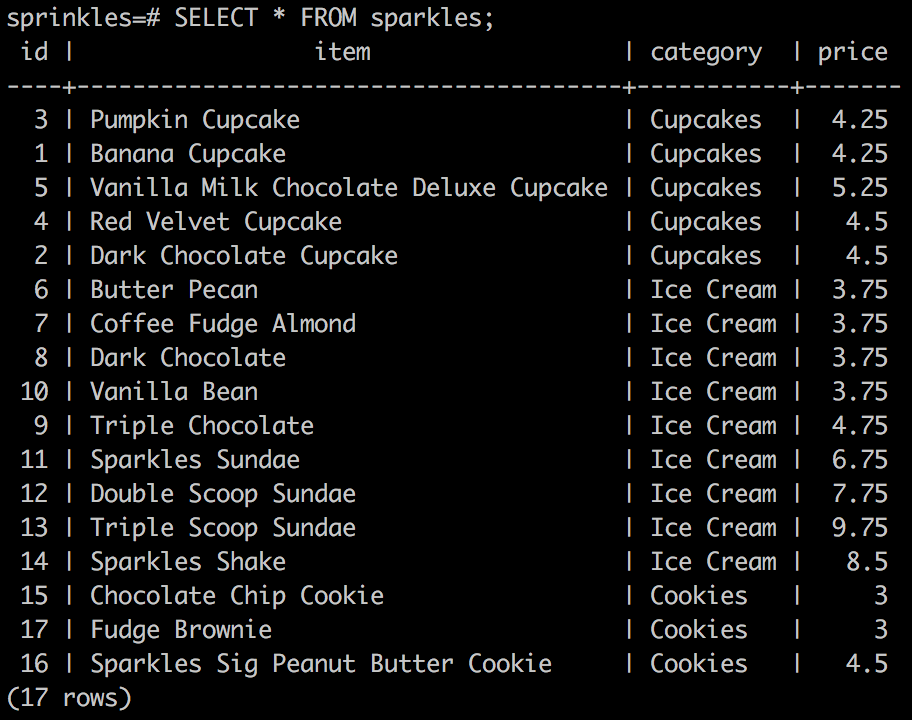 sprinkles=# SELECT * FROM sparkles;
 id |                 item                  | category  | price
----+---------------------------------------+-----------+-------
  3 | Pumpkin Cupcake                       | Cupcakes  |  4.25
  1 | Banana Cupcake                        | Cupcakes  |  4.25
  5 | Vanilla Milk Chocolate Deluxe Cupcake | Cupcakes  |  5.25
  4 | Red Velvet Cupcake                    | Cupcakes  |   4.5
  2 | Dark Chocolate Cupcake                | Cupcakes  |   4.5
  6 | Butter Pecan                          | Ice Cream |  3.75
  7 | Coffee Fudge Almond                   | Ice Cream |  3.75
  8 | Dark Chocolate                        | Ice Cream |  3.75
 10 | Vanilla Bean                          | Ice Cream |  3.75
  9 | Triple Chocolate                      | Ice Cream |  4.75
 11 | Sparkles Sundae                       | Ice Cream |  6.75
 12 | Double Scoop Sundae                   | Ice Cream |  7.75
 13 | Triple Scoop Sundae                   | Ice Cream |  9.75
 14 | Sparkles Shake                        | Ice Cream |   8.5
 15 | Chocolate Chip Cookie                 | Cookies   |     3
 17 | Fudge Brownie                         | Cookies   |     3
 16 | Sparkles Sig Peanut Butter Cookie     | Cookies   |   4.5
(17 rows)